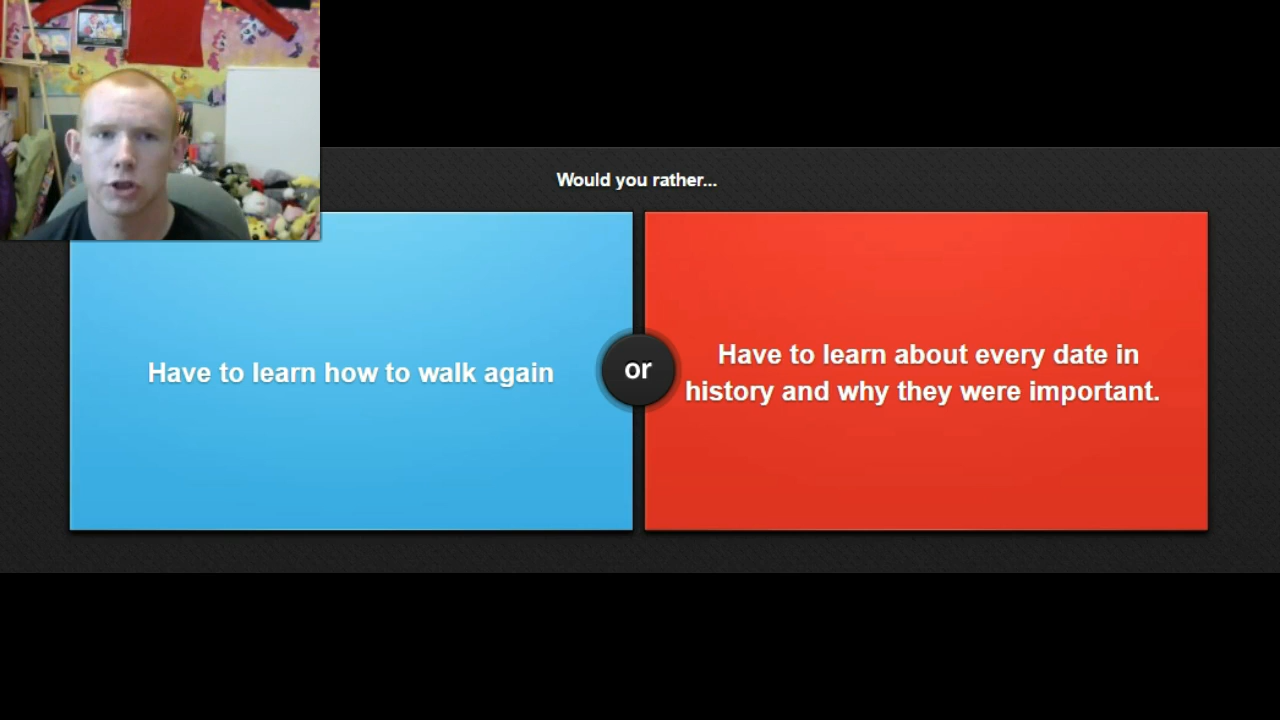 Would you rather...
Have to learn how to walk again
or
Have to learn about every date in
history and why they were important.